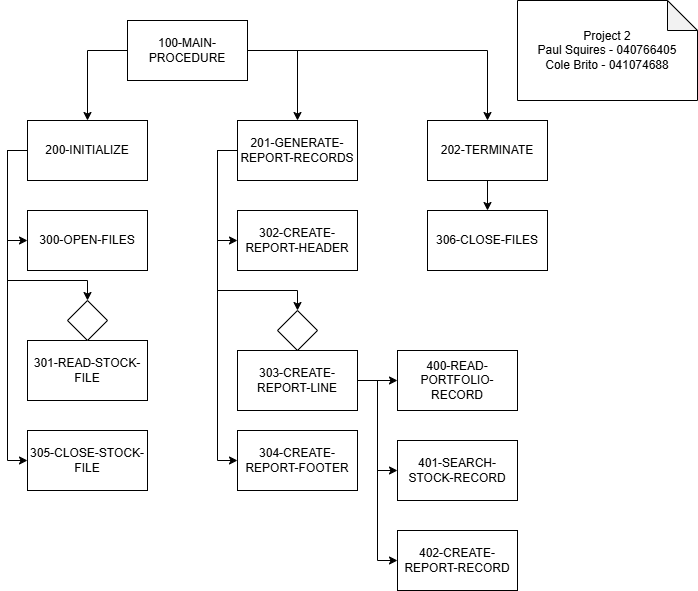 100-MAIN-
PROCEDURE
Project 2
Paul Squires - 040766405
Cole Brito - 041074688
200-INITIALIZE
201-GENERATE-
REPORT-RECORDS
202-TERMINATE
300-OPEN-FILES
302-CREATE-
REPORT-HEADER
306-CLOSE-FILES
301-READ-STOCK-
FILE
303-CREATE-
REPORT-LINE
400-READ-
PORTFOLIO-
RECORD
305-CLOSE-STOCK-
FILE
304-CREATE-
REPORT-FOOTER
401-SEARCH-
STOCK-RECORD
402-CREATE-
REPORT-RECORD